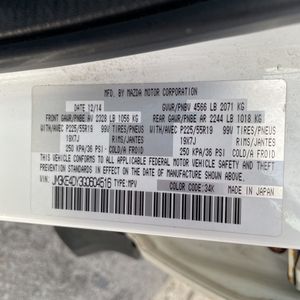 MFD. BY MAZDA MOTOR CORPORATION
DATE 12/14 GVWR/PNBV 4566 LB 2071 KG
FRONT GAWR/PNBE AV 2328 LB 1056 KG REAR GAWR/PNBE AR 2244 LB 1018 KG
WITH/AVEC P225/55R19 99V TIRES/PNEUS WITH/AVEC P225/55R19 99V TIRES/PNEUS
19X7J RIMS/JANTES 19X7J RIMS/JANTES
250 KPA/36 PSI COLD/A FROID 250 KPA/36 PSI COLD/A FROID
THIS VEHICLE CONFORMS TO ALL APPLICABLE FEDERAL MOTOR VEHICLE
SAFETY STANDARDS IN EFFECT ON THE DATE OF MANUFACTURE SHOWN ABOVE.
VIN: TYPE:MPV
COLOR CODE: 34K
MADE IN JAPAN